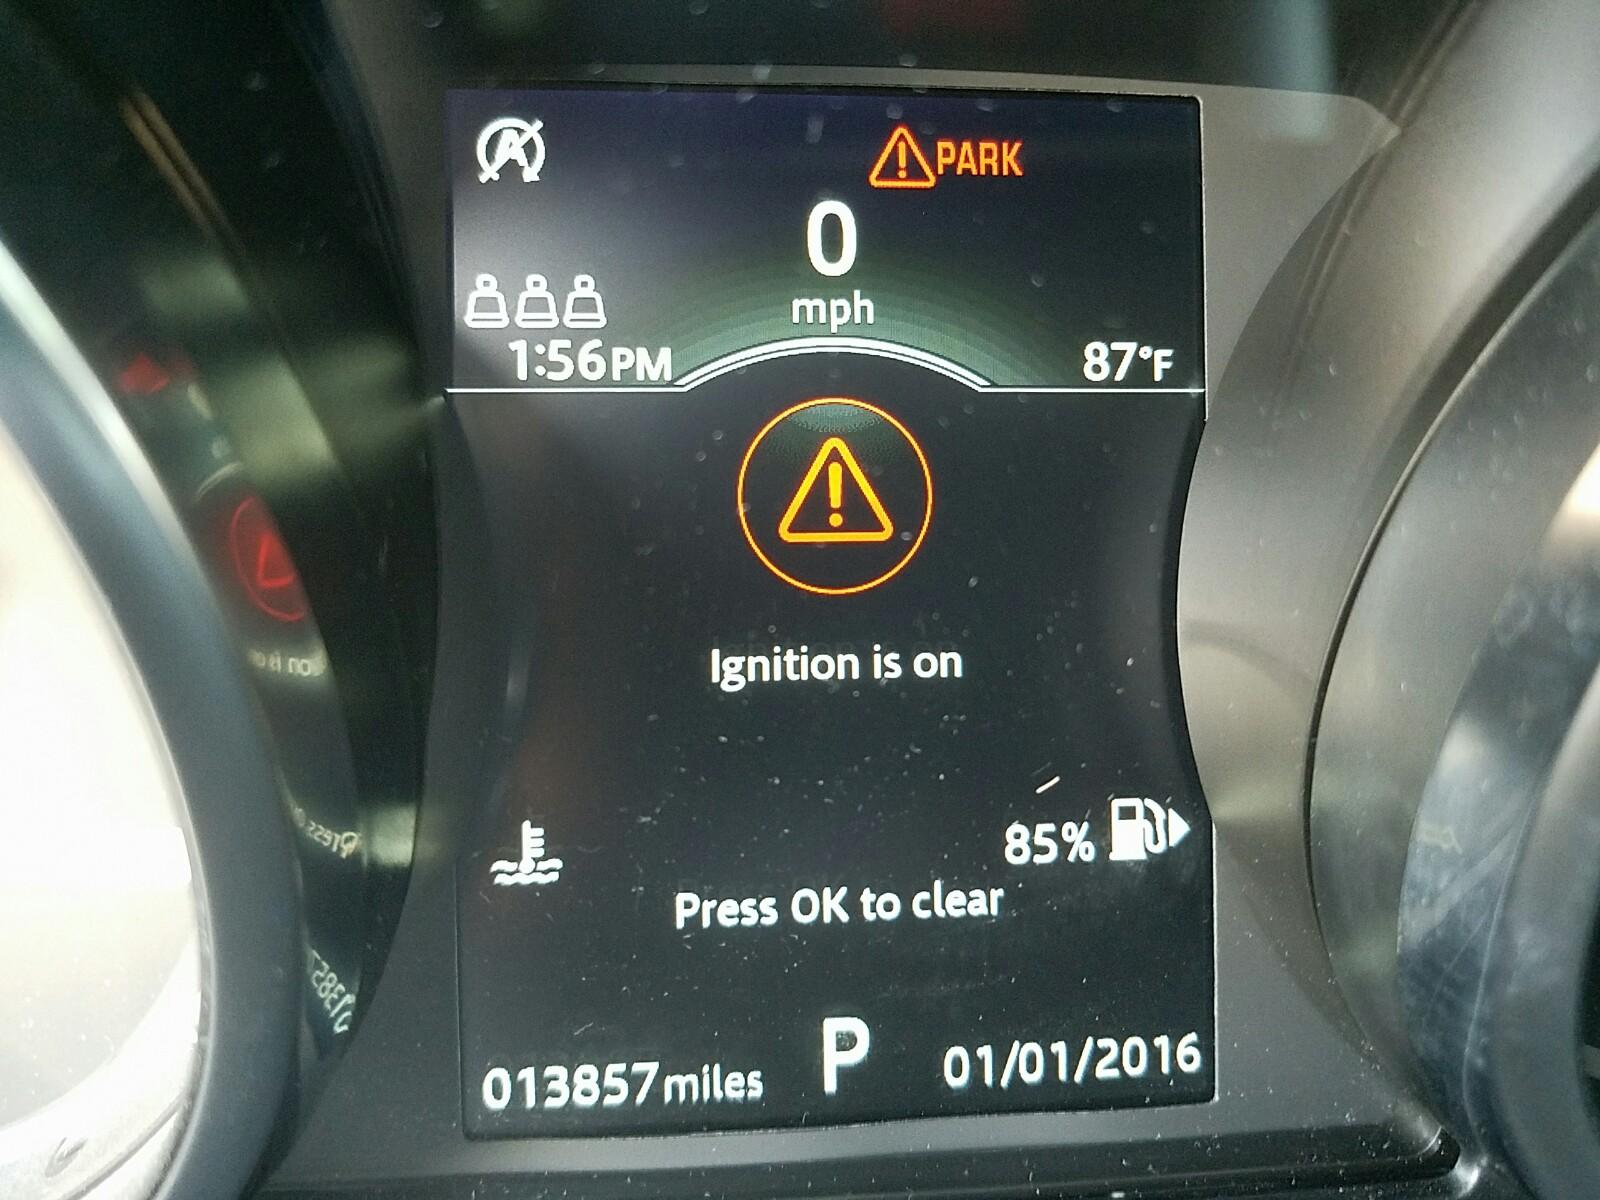 PARK
0
mph
1:56PM
87°F
Ignition is on
85%
Press OK to clear
013857miles
P
01/01/2016